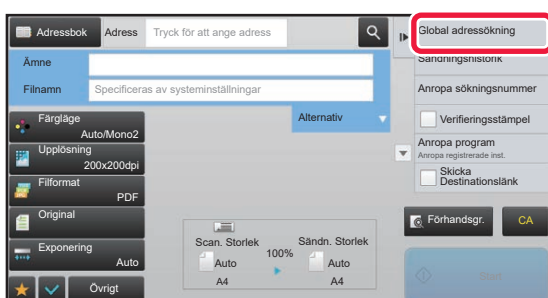 Adressbok
Adress
Tryck för att ange adress
Ämne
Filnamn
Specificeras av systeminställningar
Alternativ
Färgläge
Auto/Mono2
Upplösning
200x200dpi
Filformat
PDF
Original
Exponering
Auto
Övrigt
Scan. Storlek
Auto
A4
100%
Sändn. Storlek
Auto
A4
Global adressökning
Sändningshistorik
Anropa sökningsnummer
Verifieringsstämpel
Anropa program
Anropa registrerade inst.
Skicka
Destinationslänk
Förhandsgr.
CA
Start